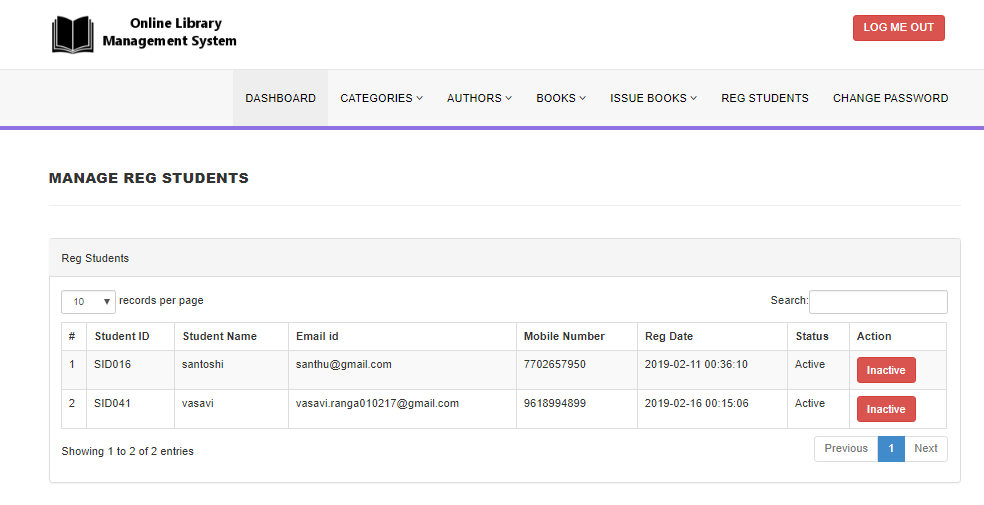 Online Library
Management System
LOG ME OUT
DASHBOARD CATEGORIES AUTHORS BOOKS ISSUE BOOKS REG STUDENTS CHANGE PASSWORD
MANAGE REG STUDENTS
Reg Students
10 records per page Search:
# Student ID Student Name Email id Mobile Number Reg Date Status Action
1 SID016 santoshi santhu@gmail.com 7702657950 2019-02-11 00:36:10 Active Inactive
2 SID041 vasavi vasavi.ranga010217@gmail.com 9618994899 2019-02-16 00:15:06 Active Inactive
Showing 1 to 2 of 2 entries Previous 1 Next